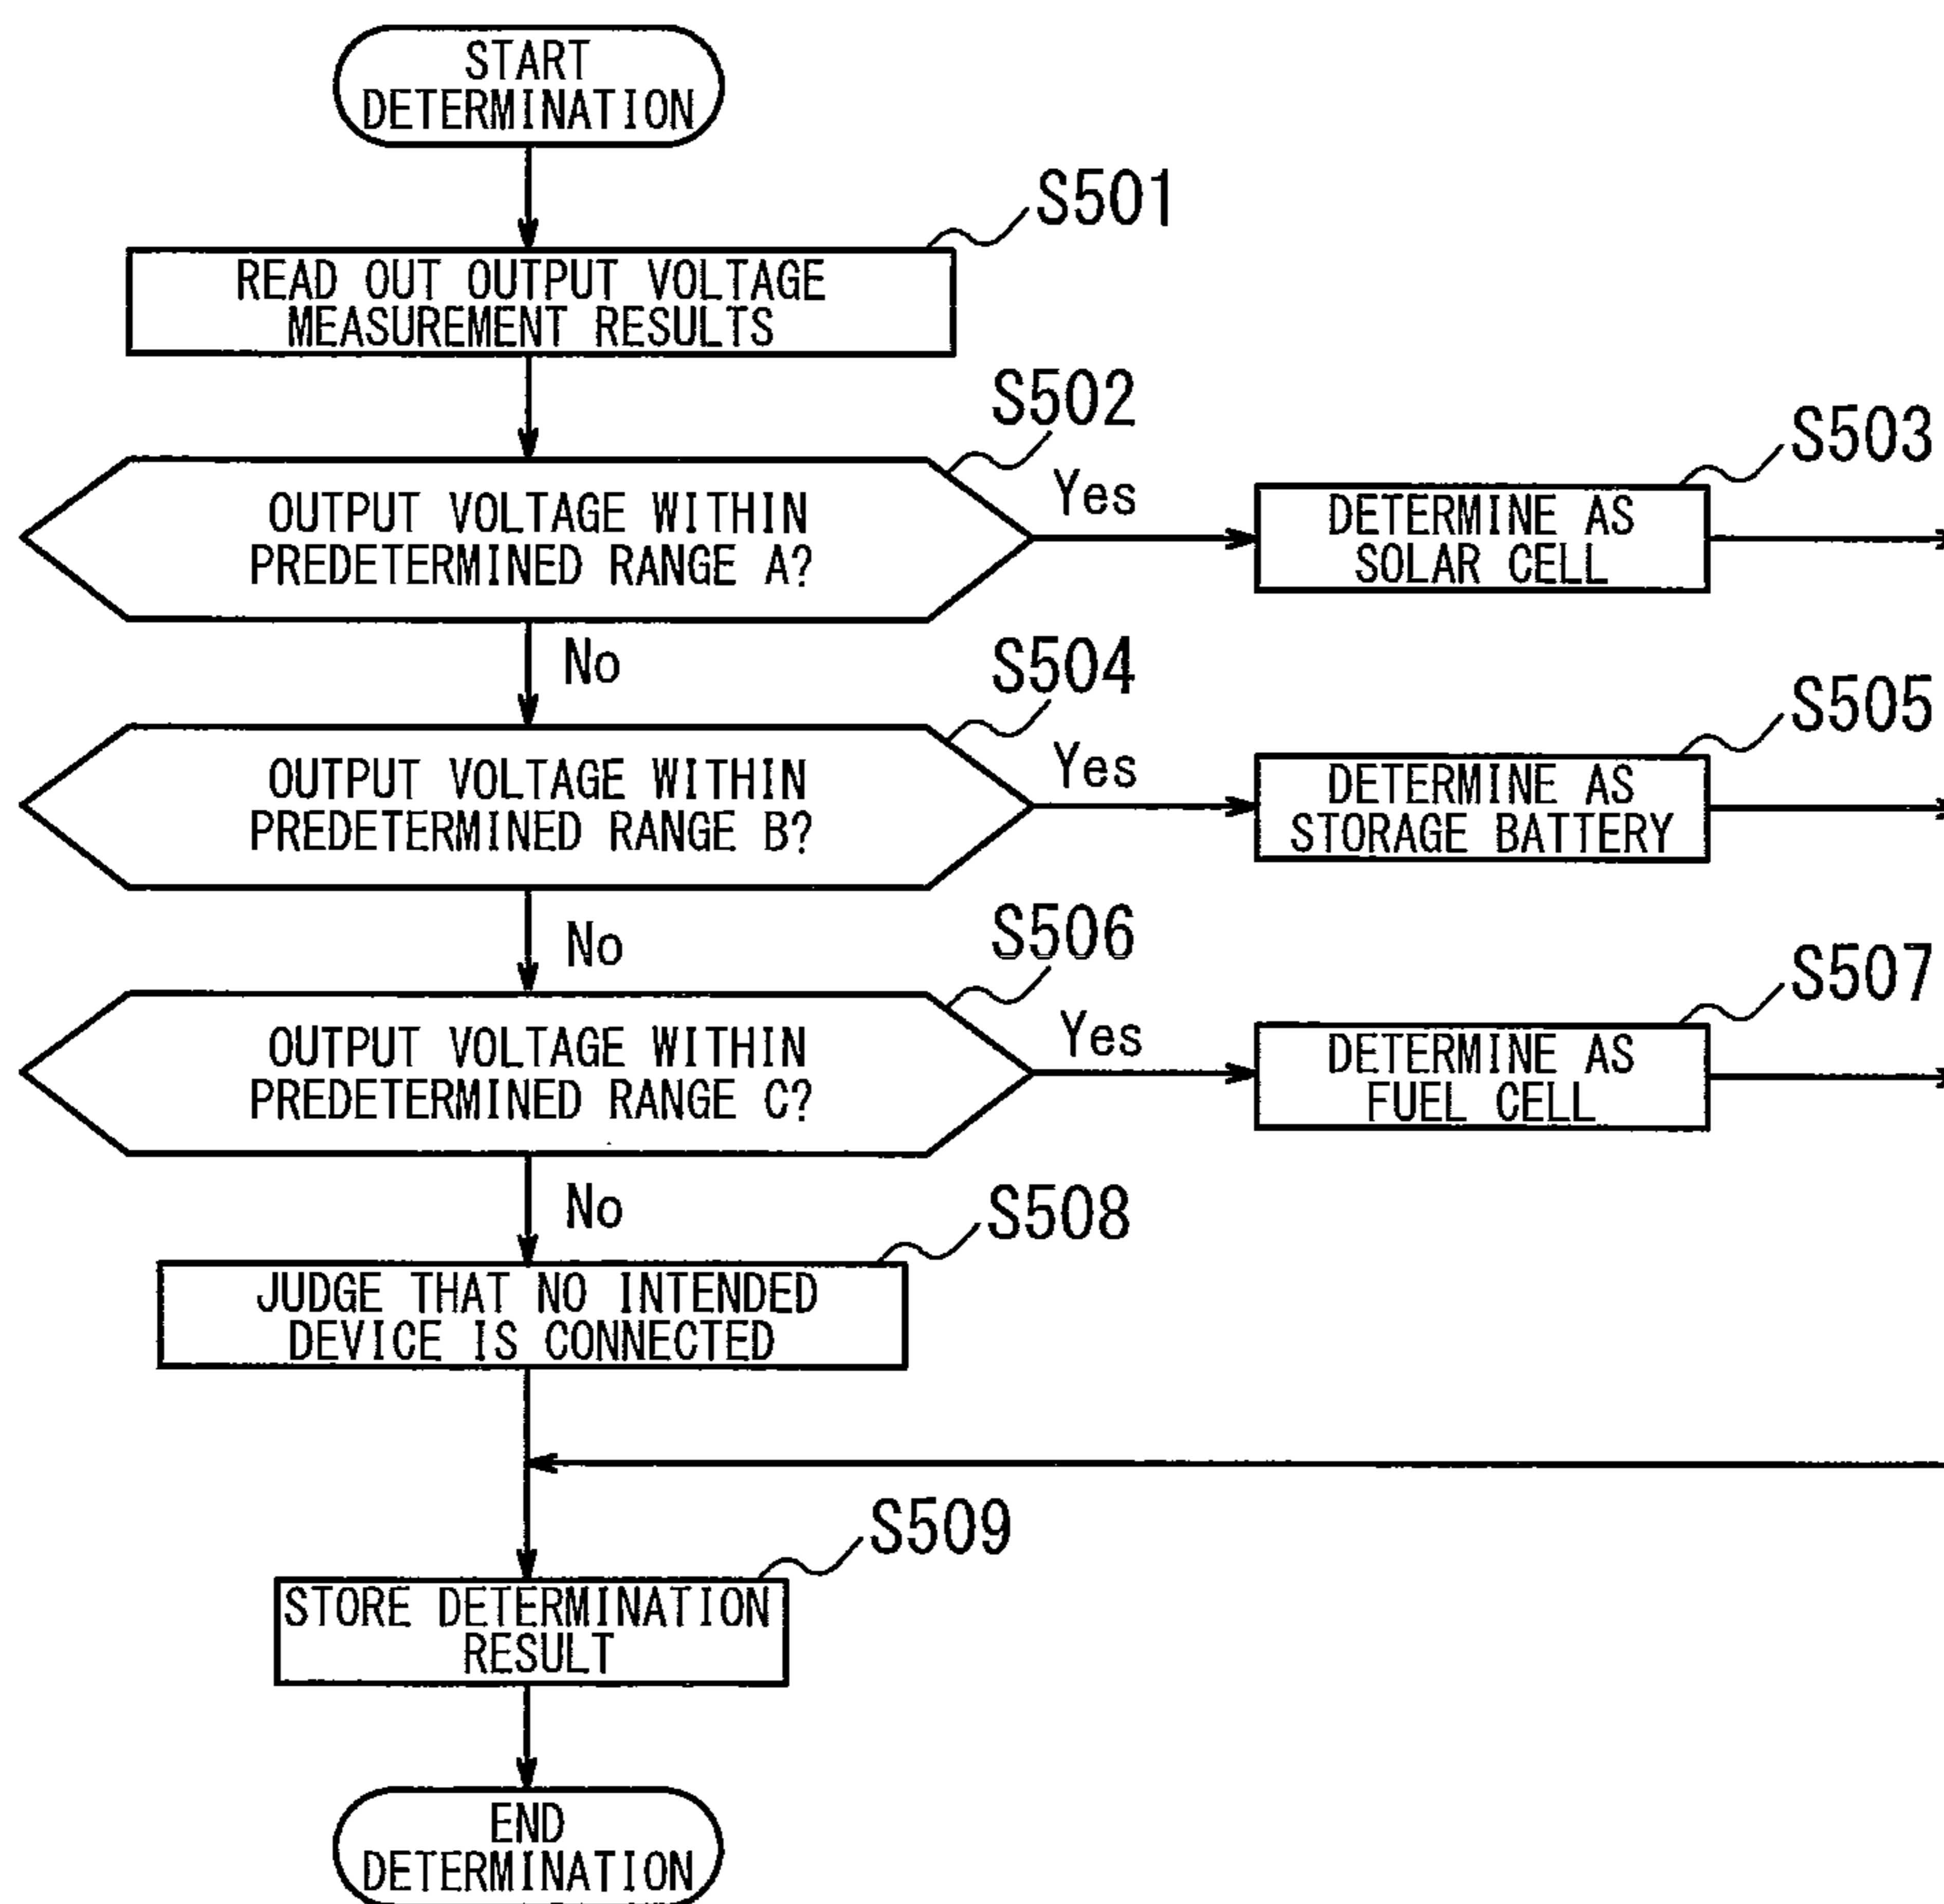 START
DETERMINATION
S501
READ OUT OUTPUT VOLTAGE
MEASUREMENT RESULTS
S502
OUTPUT VOLTAGE WITHIN
PREDETERMINED RANGE A?
Yes
S503
DETERMINE AS
SOLAR CELL
No
S504
OUTPUT VOLTAGE WITHIN
PREDETERMINED RANGE B?
Yes
S505
DETERMINE AS
STORAGE BATTERY
No
S506
OUTPUT VOLTAGE WITHIN
PREDETERMINED RANGE C?
Yes
S507
DETERMINE AS
FUEL CELL
No
S508
JUDGE THAT NO INTENDED
DEVICE IS CONNECTED
S509
STORE DETERMINATION
RESULT
END
DETERMINATION